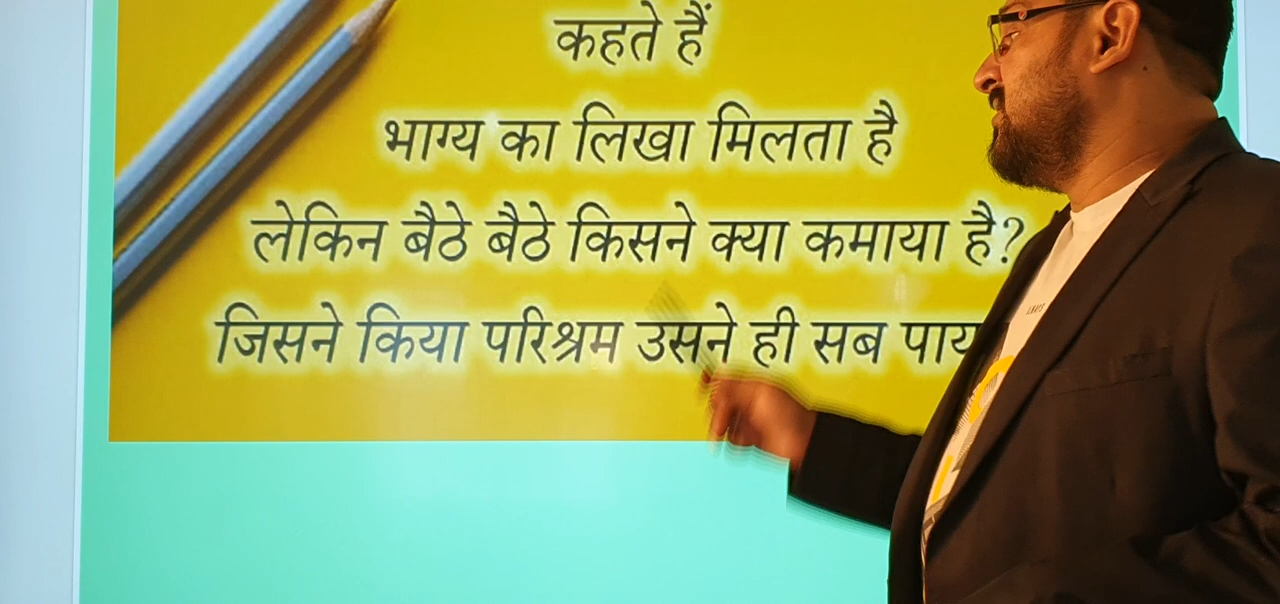 कहते हैं
भाग्य का लिखा मिलता है
लेकिन बैठे बैठे किसने क्या कमाया है?
जिसने किया परिश्रम उसने ही सब पाय